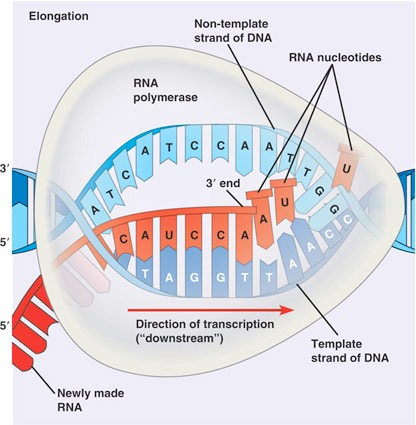 Elongation
Non-template
strand of DNA
RNA nucleotides
RNA
polymerase
A T C A T C C A A T T G G
U
3′
3′ end
C A U C C A A U
5′
T A G G T T A A C C
5′
Direction of transcription
("downstream")
Template
strand of DNA
Newly made
RNA